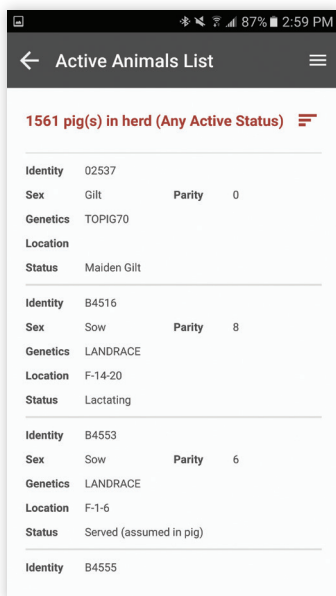 87% 2:59 PM
Active Animals List
1561 pig(s) in herd (Any Active Status)
Identity 02537
Sex Gilt Parity 0
Genetics TOPIG70
Location
Status Maiden Gilt
Identity B4516
Sex Sow Parity 8
Genetics LANDRACE
Location F-14-20
Status Lactating
Identity B4553
Sex Sow Parity 6
Genetics LANDRACE
Location F-1-6
Status Served (assumed in pig)
Identity B4555